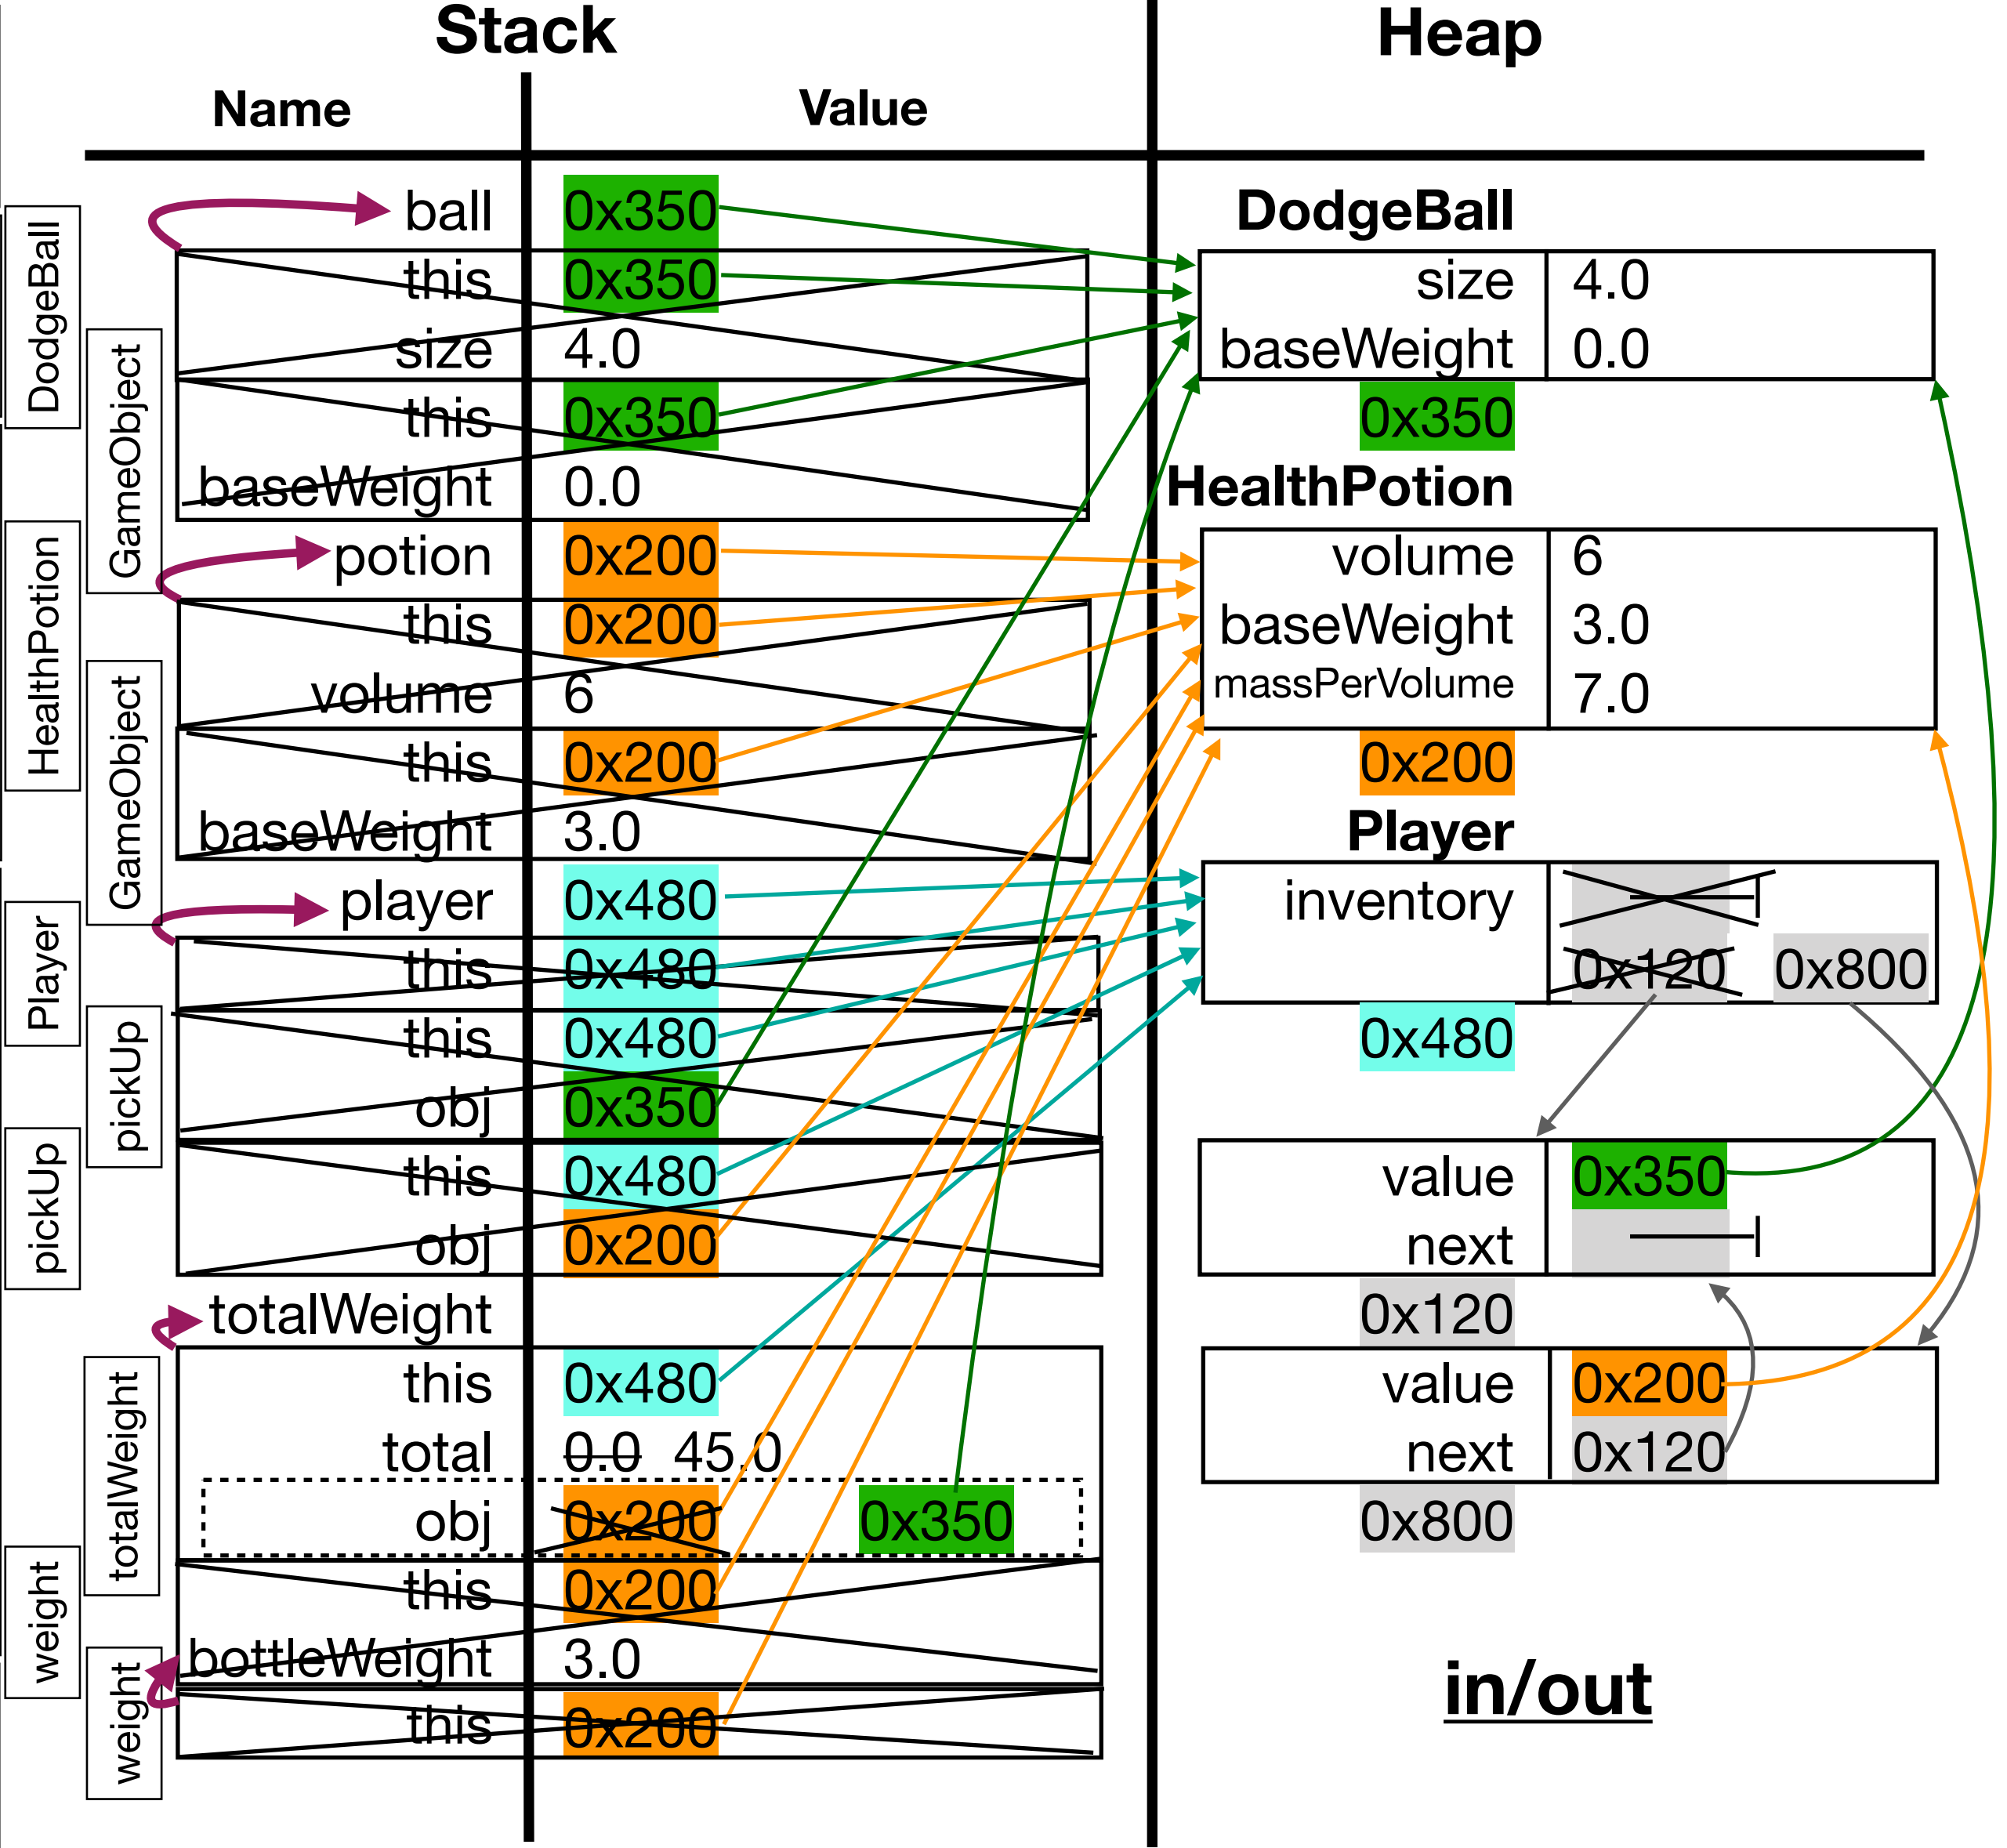 Stack
Heap
Name
Value
DodgeBall
GameObject
HealthPotion
GameObject
Player
pickUp
pickUp
totalWeight
weight
weight
ball 0x350
this 0x350
size 4.0
this 0x350
baseWeight 0.0
potion 0x200
this 0x200
volume 6
this 0x200
baseWeight 3.0
player 0x480
this 0x480
this 0x480
obj 0x350
this 0x480
obj 0x200
totalWeight
this 0x480
total 0.0 45.0
obj 0x200 0x350
this 0x200
bottleWeight 3.0
this 0x200
DodgeBall
size 4.0
baseWeight 0.0
0x350
HealthPotion
volume 6
baseWeight 3.0
massPerVolume 7.0
0x200
Player
inventory
0x120 0x800
0x480
value 0x350
next
0x120
value 0x200
next 0x120
0x800
in/out